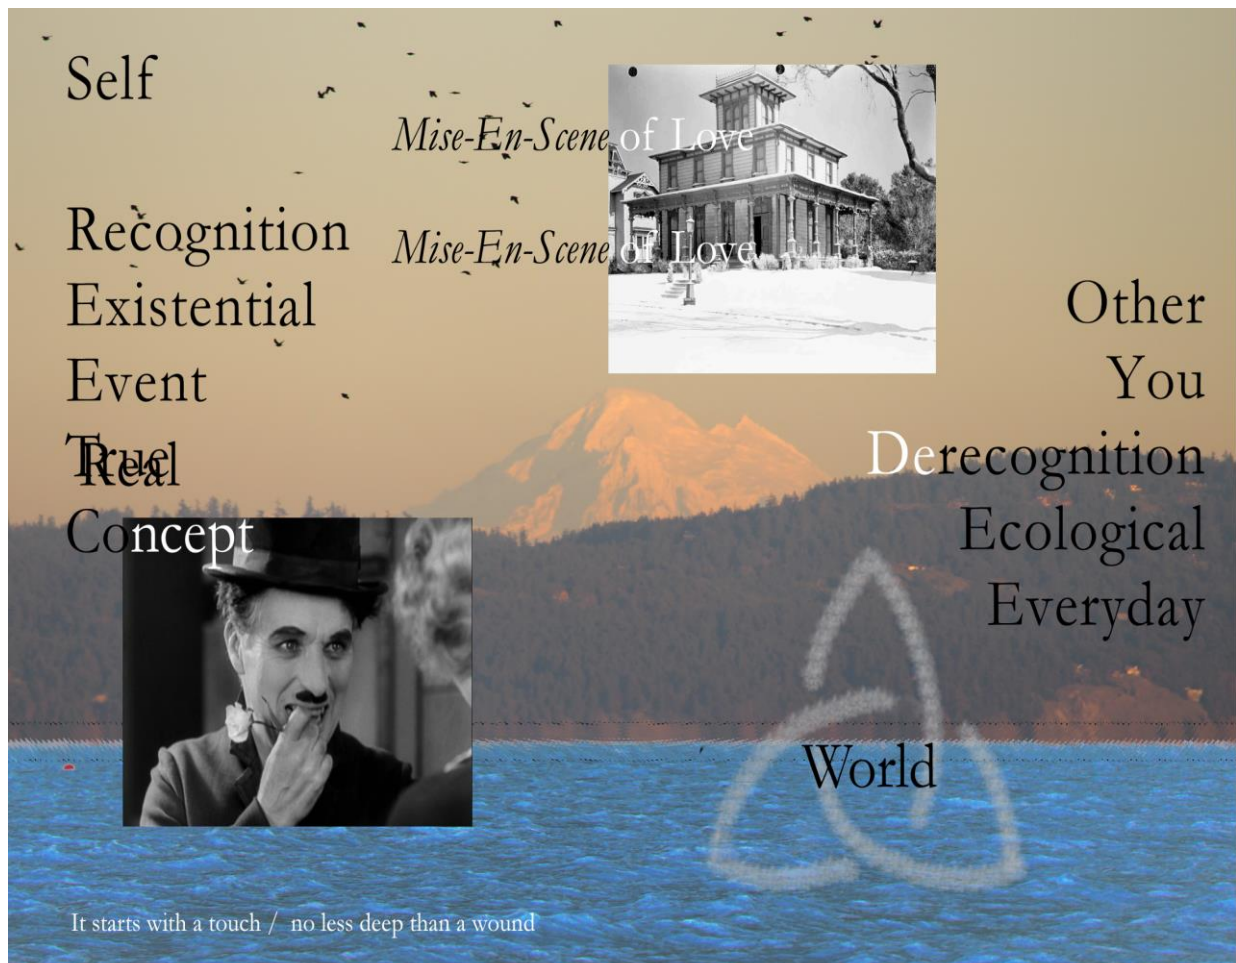 Self
Mise-En-Scene of Love
Recognition
Mise-En-Scene of Love
Existential
Other
Event
You
True
Real
Derecognition
Concept
Ecological
Everyday
World
It starts with a touch / no less deep than a wound